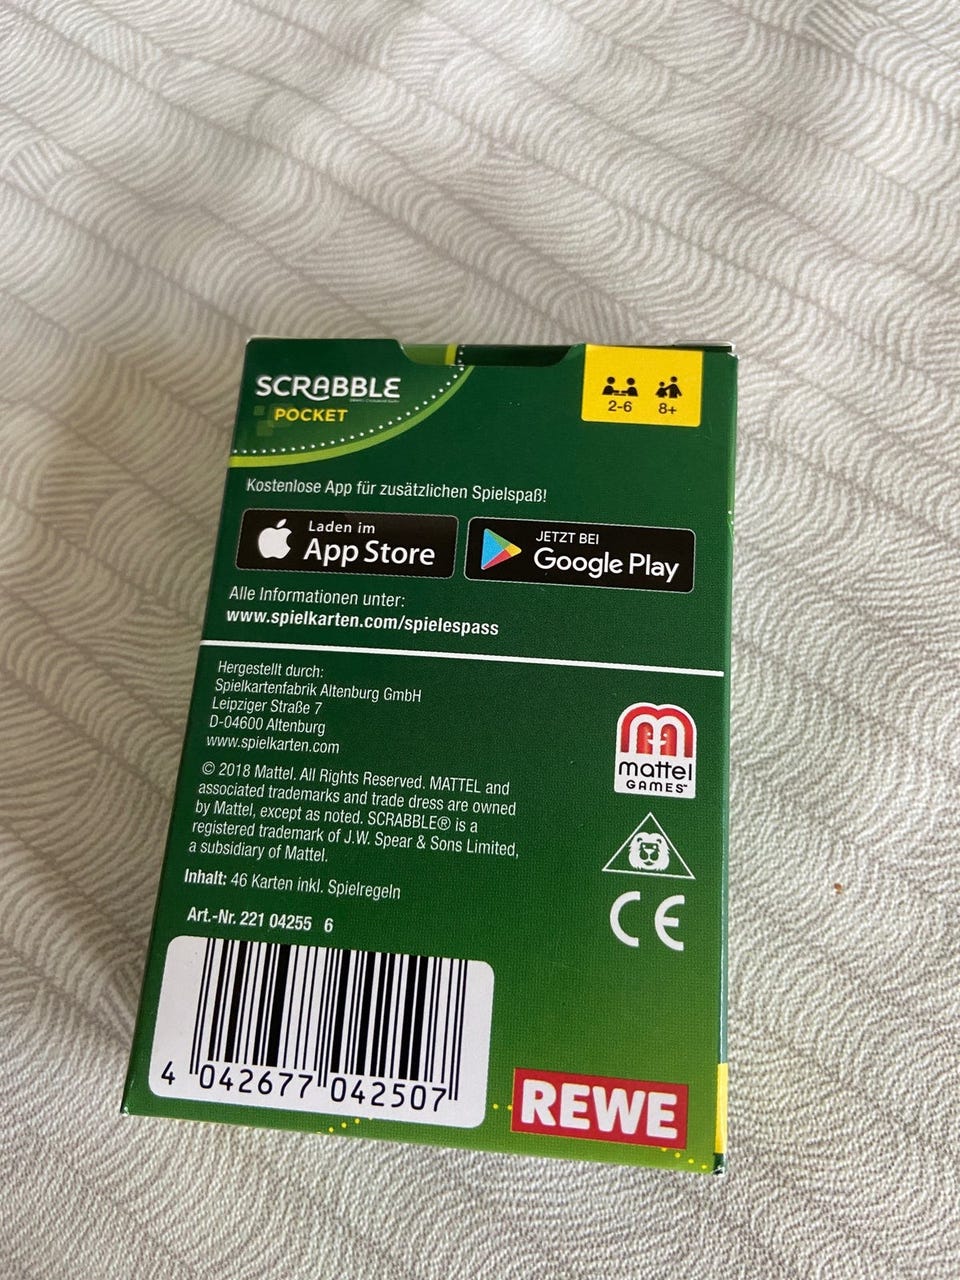 SCRABBLE
POCKET
2-6 8+
Kostenlose App für zusätzlichen Spielspaß!
Laden im
App Store
JETZT BEI
Google Play
Alle Informationen unter:
www.spielkarten.com/spielespass
Hergestellt durch:
Spielkartenfabrik Altenburg GmbH
Leipziger Straße 7
D-04600 Altenburg
www.spielkarten.com
© 2018 Mattel. All Rights Reserved. MATTEL and
associated trademarks and trade dress are owned
by Mattel, except as noted. SCRABBLE® is a
registered trademark of J.W. Spear & Sons Limited,
a subsidiary of Mattel.
mattel
GAMES™
Inhalt: 46 Karten inkl. Spielregeln
Art.-Nr. 221 04255 6
CE
4 042677 042507
REWE